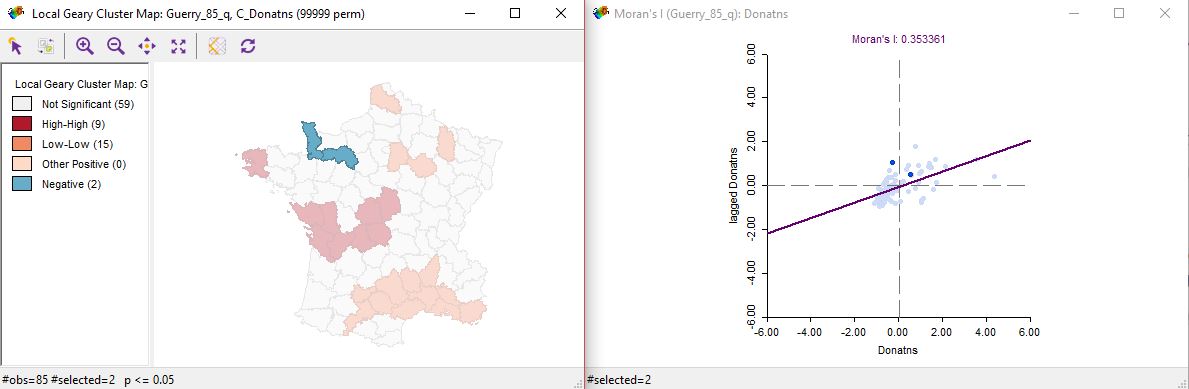 Local Geary Cluster Map: Guerry_85_q, C_Donatns (99999 perm)
Local Geary Cluster Map: G
Not Significant (59)
High-High (9)
Low-Low (15)
Other Positive (0)
Negative (2)
#obs=85 #selected=2 p <= 0.05
Moran's I (Guerry_85_q): Donatns
Moran's I: 0.353361
6.00
4.00
2.00
0.00
-2.00
-4.00
-6.00
lagged Donatns
-6.00 -4.00 -2.00 0.00 2.00 4.00 6.00
Donatns
#selected=2